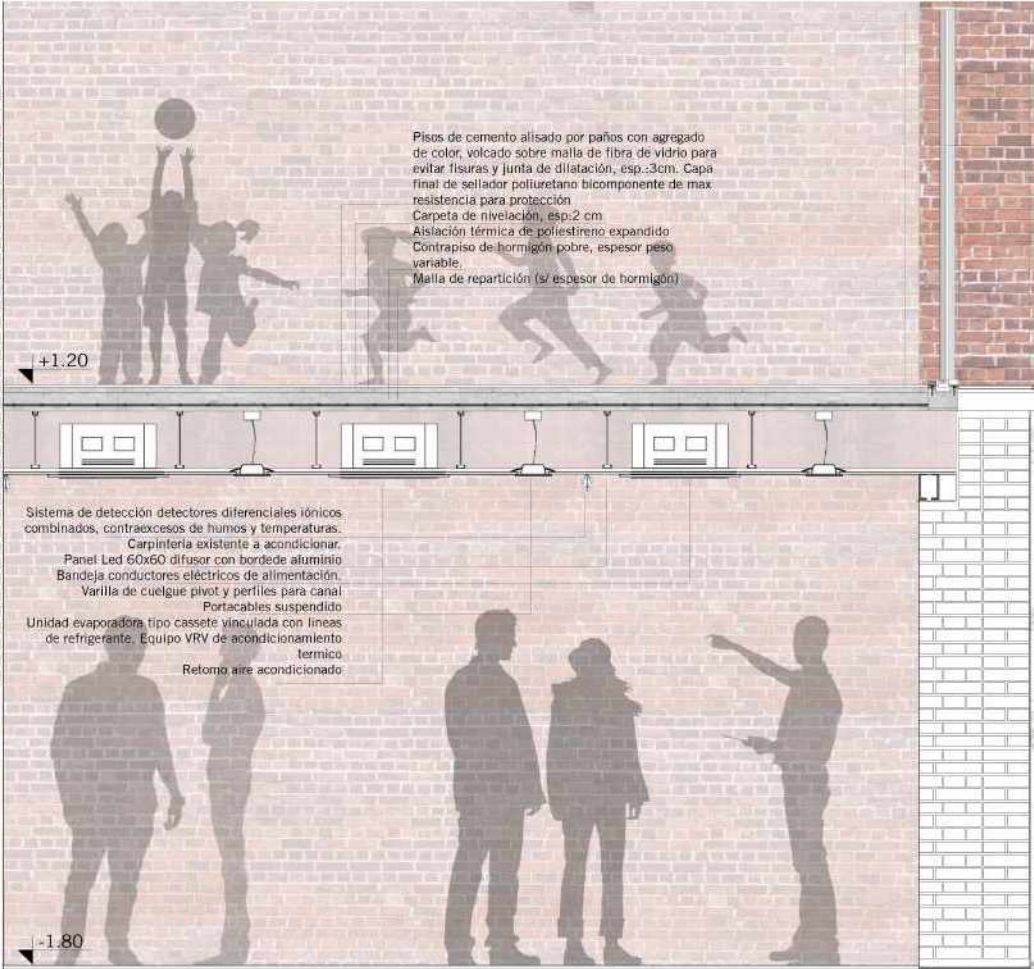 Pisos de cemento alisado por paños con agregado
de color, volcado sobre malla de fibra de vidrio para
evitar fisuras y junta de dilatación, esp.:3cm. Capa
final de sellador poliuretano bicomponente de max
resistencia para protección
Carpeta de nivelación, esp:2 cm
Aislación térmica de poliestireno expandido
Contrapiso de hormigón pobre, espesor peso
variable.
Malla de repartición (s/ espesor de hormigón)
+1.20
Sistema de detección detectores diferenciales iónicos
combinados, contraexcesos de humos y temperaturas.
Carpintería existente a acondicionar.
Panel Led 60x60 difusor con bordede aluminio
Bandeja conductores eléctricos de alimentación.
Varilla de cuelgue pivot y perfiles para canal
Portacables suspendido
Unidad evaporadora tipo cassete vinculada con lineas
de refrigerante. Equipo VRV de acondicionamiento
termico
Retorno aire acondicionado
-1.80